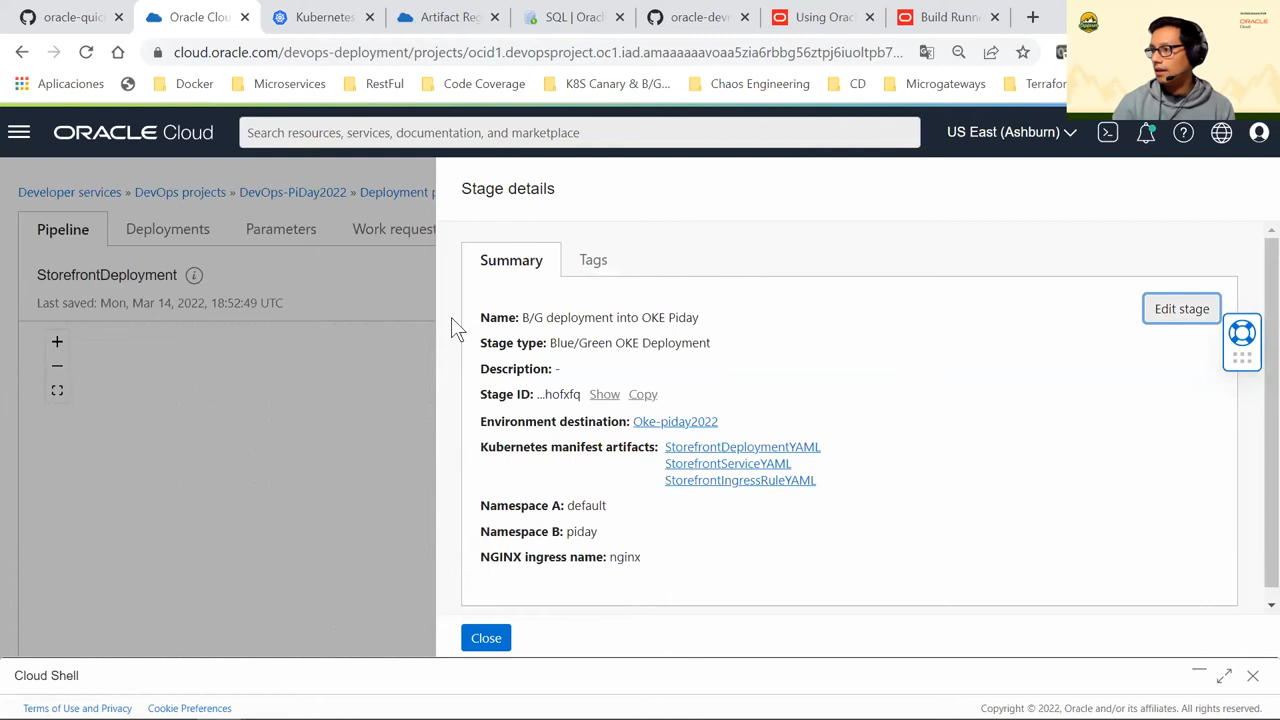 oracle-quic
Oracle Clou
Kubernetes
Artifact Reg
Skill | Oracl
oracle-dev
Using Orac
Build Runn
cloud.oracle.com/devops-deployment/projects/ocid1.devopsproject.oc1.iad.amaaaaaavoaa5zia6rbbg56ztpj6iuoltpb7...
Aplicaciones
Docker
Microservices
RestFul
Code Coverage
K8S Canary & B/G...
Chaos Engineering
CD
Microgateways
Terrafor
ORACLE
Cloud
ORACLE Cloud
Search resources, services, documentation, and marketplace
US East (Ashburn)
Developer services » DevOps projects » DevOps-PiDay2022 » Deployment p
Pipeline
Deployments
Parameters
Work request
StorefrontDeployment
Last saved: Mon, Mar 14, 2022, 18:52:49 UTC
Stage details
Summary
Tags
Edit stage
Name: B/G deployment into OKE Piday
Stage type: Blue/Green OKE Deployment
Description: -
Stage ID: ...hofxfq Show Copy
Environment destination: Oke-piday2022
Kubernetes manifest artifacts: StorefrontDeploymentYAML
StorefrontServiceYAML
StorefrontIngressRuleYAML
Namespace A: default
Namespace B: piday
NGINX ingress name: nginx
Close
Cloud Shell
Terms of Use and Privacy
Cookie Preferences
Copyright © 2022, Oracle and/or its affiliates. All rights reserved.